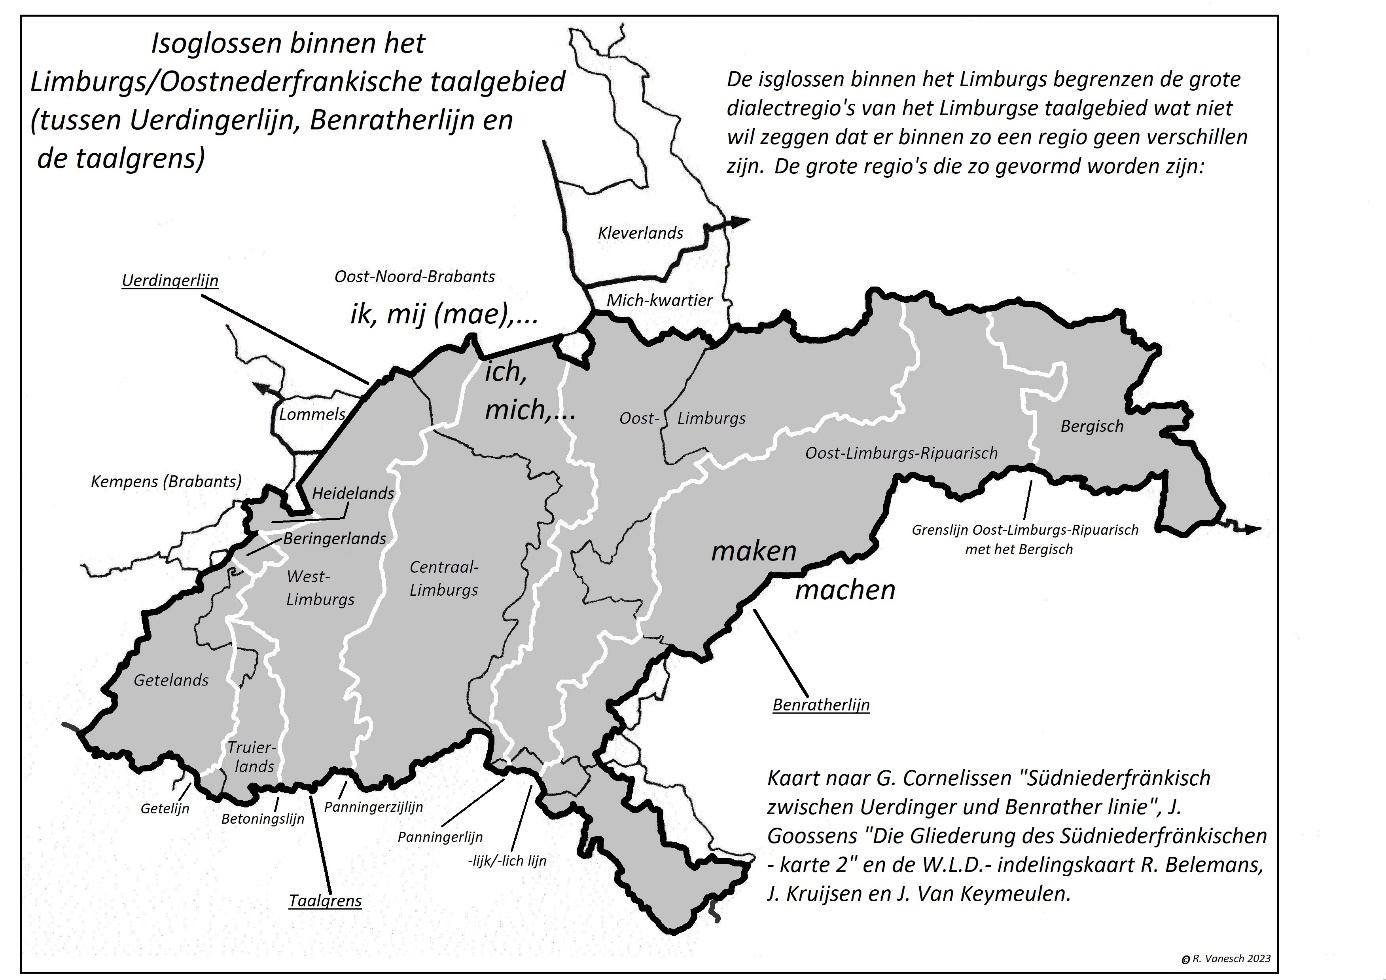 Isoglossen binnen het
Limburgs/Oostnederfrankische taalgebied
(tussen Uerdingerlijn, Benratherlijn en
de taalgrens)
De isglossen binnen het Limburgs begrenzen de grote
dialectregio's van het Limburgse taalgebied wat niet
wil zeggen dat er binnen zo een regio geen verschillen
zijn. De grote regio's die zo gevormd worden zijn:
Kleverlands
Uerdingerlijn
Oost-Noord-Brabants
Mich-kwartier
ik, mij (mae),...
ich,
mich,...
Lommels
Oost- Limburgs
Bergisch
Oost-Limburgs-Ripuarisch
Kempens (Brabants)
Heidelands
Grenslijn Oost-Limburgs-Ripuarisch
met het Bergisch
Beringerlands
maken
machen
West-
Limburgs
Centraal-
Limburgs
Getelands
Benratherlijn
Truier-
lands
Getelijn
Betoningslijn
Panningerzijlijn
Panningerlijn
-lijk/-lich lijn
Taalgrens
Kaart naar G. Cornelissen "Südniederfränkisch
zwischen Uerdinger und Benrather linie", J.
Goossens "Die Gliederung des Südniederfränkischen
- karte 2" en de W.L.D.- indelingskaart R. Belemans,
J. Kruijsen en J. Van Keymeulen.
© R. Vanesch 2023